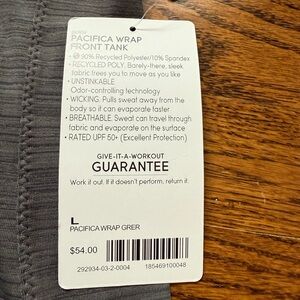 PACIFICA WRAP
FRONT TANK
90% Recycled Polyester/10% Spandex
• RECYCLED POLY: Barely-there, sleek
fabric frees you to move as you like
• UNSTINKABLE
Odor-controlling technology
• WICKING: Pulls sweat away from the
body so it can evaporate faster
• BREATHABLE: Sweat can travel through
fabric and evaporate on the surface
• RATED UPF 50+ (Excellent Protection)
GIVE-IT-A-WORKOUT
GUARANTEE
Work it out. If it doesn't perform, return it.
L
PACIFICA WRAP GRER
$54.00
292934-03-2-0004 185469100048